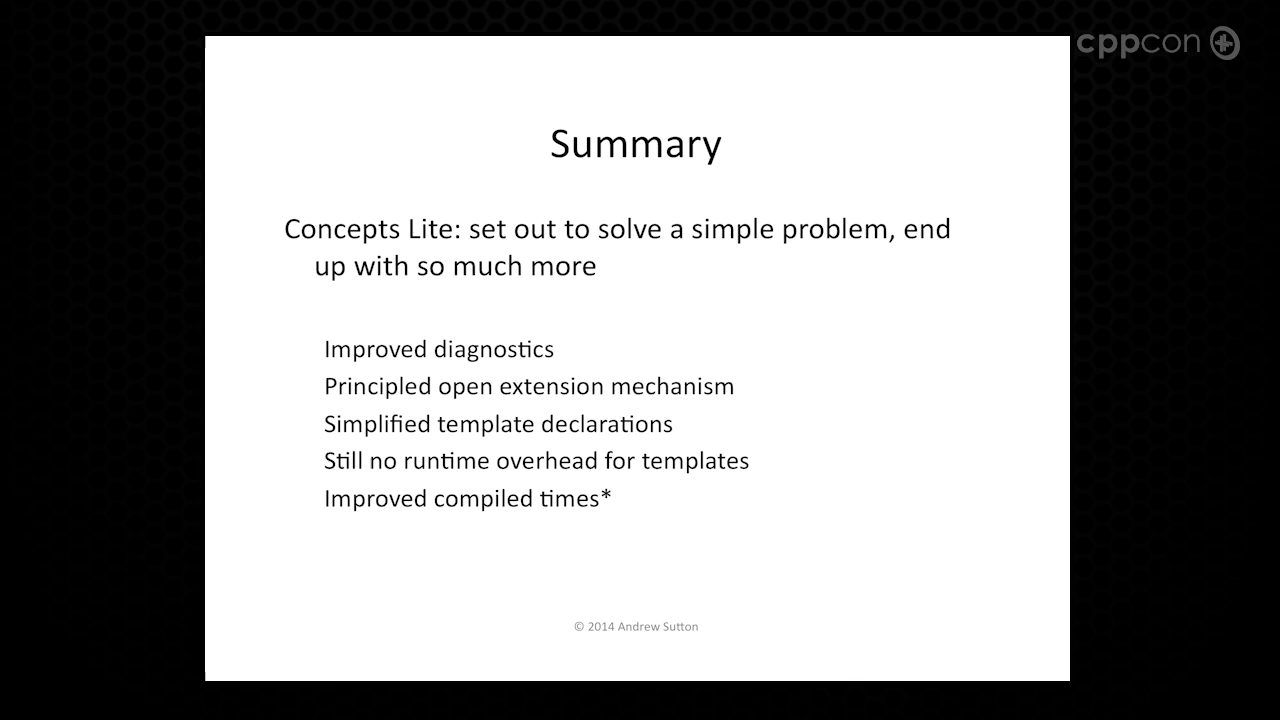 cppcon
Summary
Concepts Lite: set out to solve a simple problem, end
up with so much more
Improved diagnostics
Principled open extension mechanism
Simplified template declarations
Still no runtime overhead for templates
Improved compiled times*
© 2014 Andrew Sutton